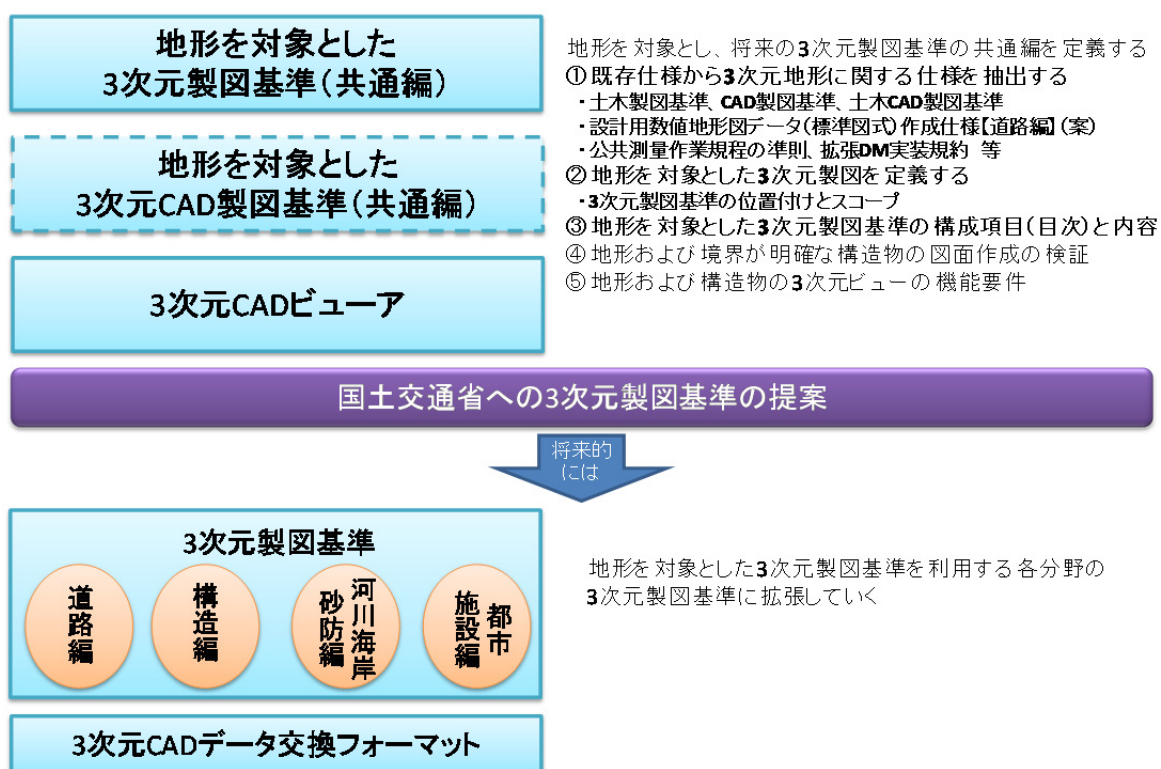 地形を対象とした
3次元製図基準(共通編)
地形を対象とした
3次元CAD製図基準(共通編)
3次元CADビューア
地形を対象とし、将来の3次元製図基準の共通編を定義する
①既存仕様から3次元地形に関する仕様を抽出する
・土木製図基準、CAD製図基準、土木CAD製図基準
・設計用数値地形図データ(標準図式)作成仕様【道路編】(案)
・公共測量作業規程の準則、拡張DM実装規約 等
②地形を対象とした3次元製図を定義する
・3次元製図基準の位置付けとスコープ
③地形を対象とした3次元製図基準の構成項目(目次)と内容
④地形および境界が明確な構造物の図面作成の検証
⑤地形および構造物の3次元ビューの機能要件
国土交通省への3次元製図基準の提案
将来的
には
3次元製図基準
道路編
構造編
河川海岸
砂防編
都市
施設編
地形を対象とした3次元製図基準を利用する各分野の
3次元製図基準に拡張していく
3次元CADデータ交換フォーマット